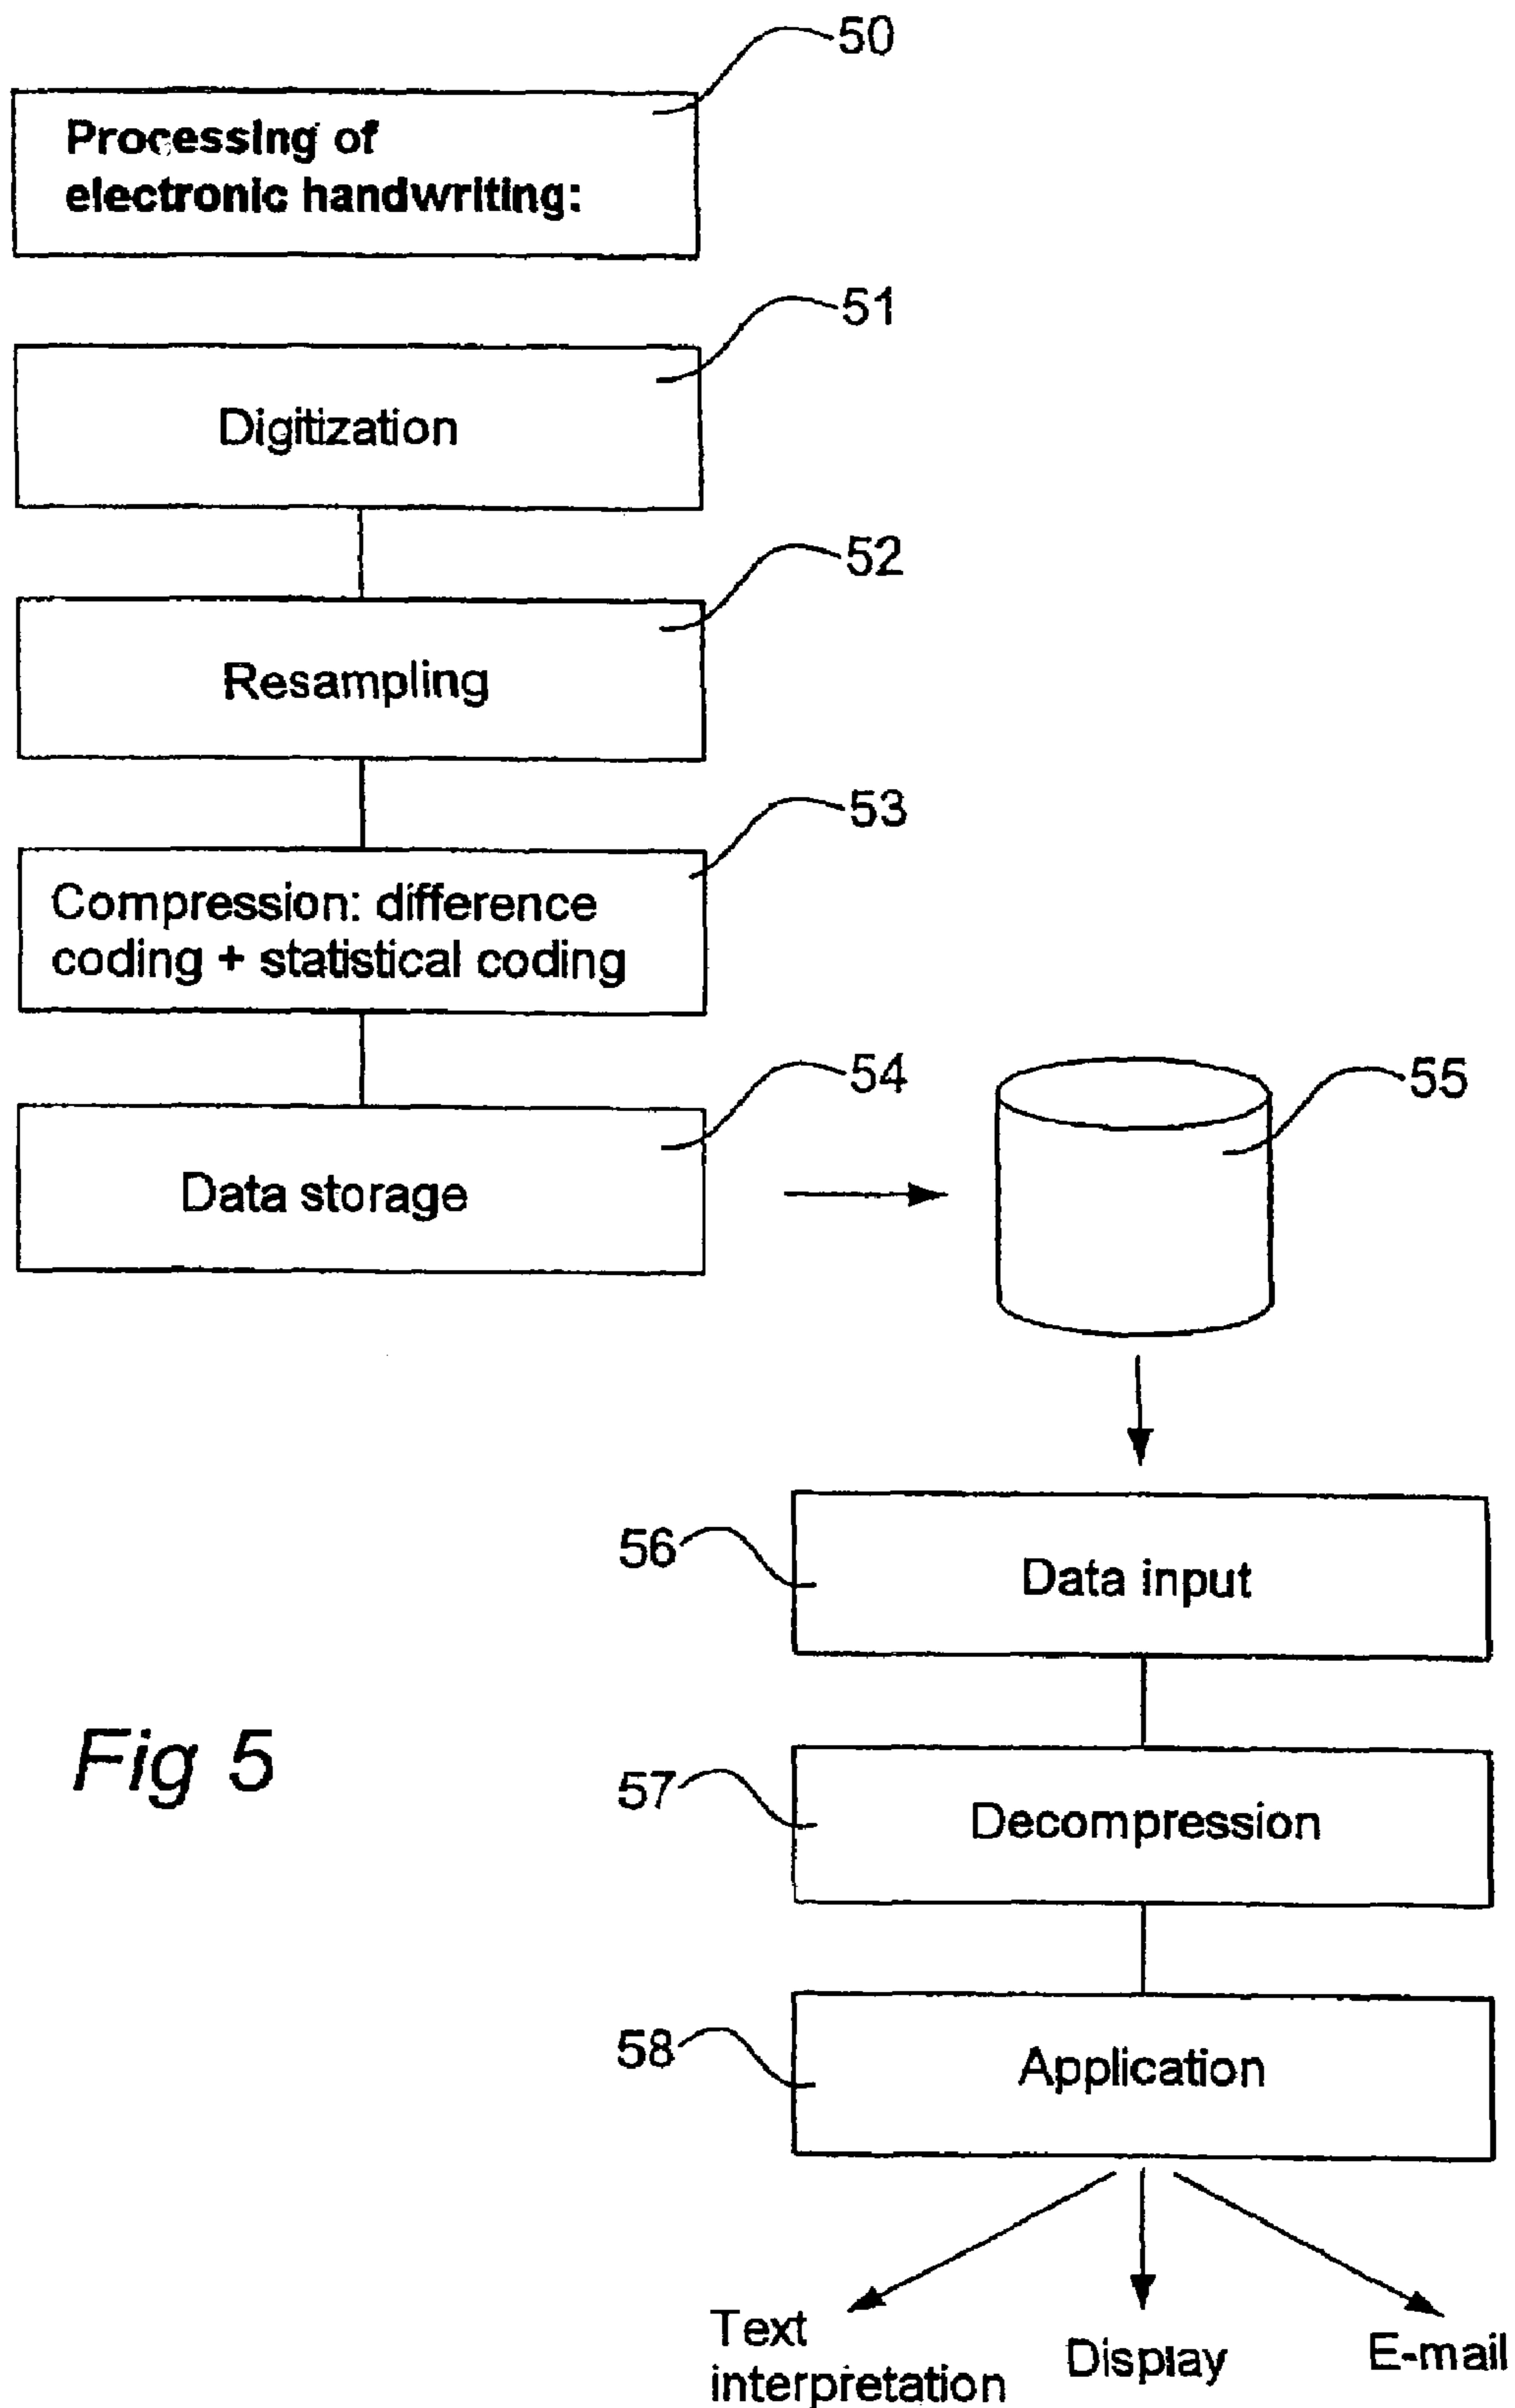 50
Processing of
electronic handwriting:
51
Digitization
52
Resampling
53
Compression: difference
coding + statistical coding
54
55
Data storage
56
Data input
Fig 5
57
Decompression
58
Application
Text
interpretation
Display
E-mail